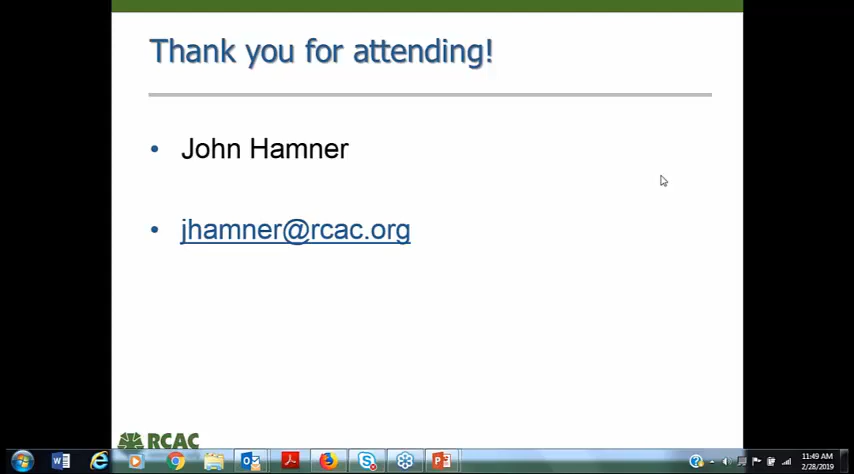 Thank you for attending!
• John Hamner
• jhamner@rcac.org
RCAC
11:49 AM
2/28/2019